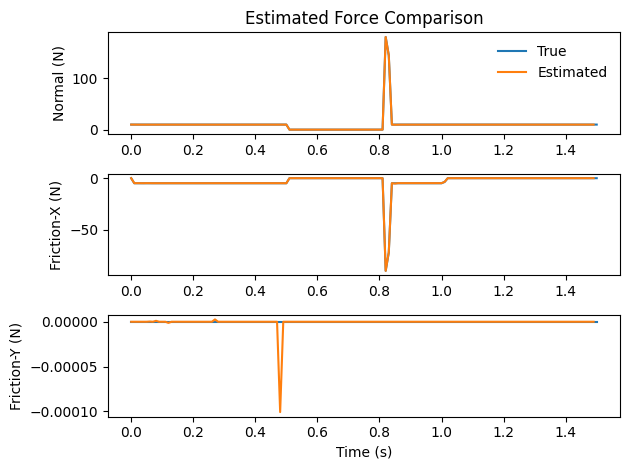 Estimated Force Comparison
Normal (N)
100
0
True
Estimated
0.0 0.2 0.4 0.6 0.8 1.0 1.2 1.4
Friction-X (N)
0
−50
0.0 0.2 0.4 0.6 0.8 1.0 1.2 1.4
Friction-Y (N)
0.00000
−0.00005
−0.00010
0.0 0.2 0.4 0.6 0.8 1.0 1.2 1.4
Time (s)